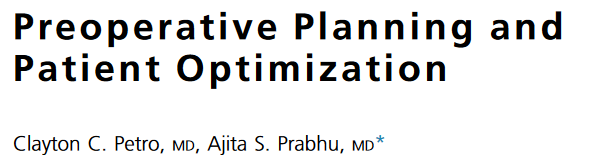 Preoperative Planning and
Patient Optimization
Clayton C. Petro, MD, Ajita S. Prabhu, MD*